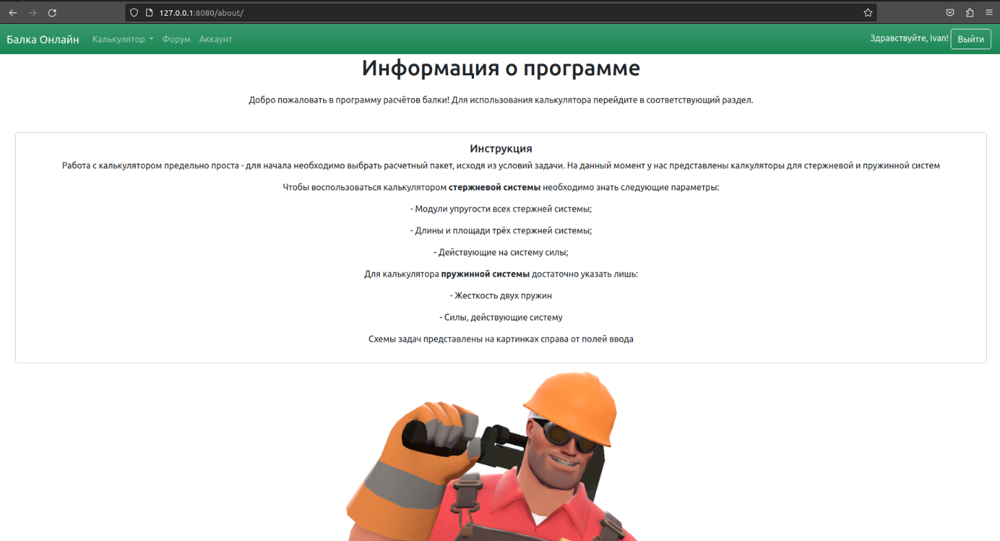 127.0.0.1:8080/about/
Балка Онлайн Калькулятор Форум Аккаунт Здравствуйте, Ivan! Выйти
Информация о программе
Добро пожаловать в программу расчётов балки! Для использования калькулятора перейдите в соответствующий раздел.
Инструкция
Работа с калькулятором предельно проста - для начала необходимо выбрать расчетный пакет, исходя из условий задачи. На данный момент у нас представлены калкуляторы для стержневой и пружинной систем
Чтобы воспользоваться калькулятором стержневой системы необходимо знать следующие параметры:
- Модули упругости всех стержней системы;
- Длины и площади трёх стержней системы;
- Действующие на систему силы;
Для калькулятора пружинной системы достаточно указать лишь:
- Жесткость двух пружин
- Силы, действующие систему
Схемы задач представлены на картинках справа от полей ввода